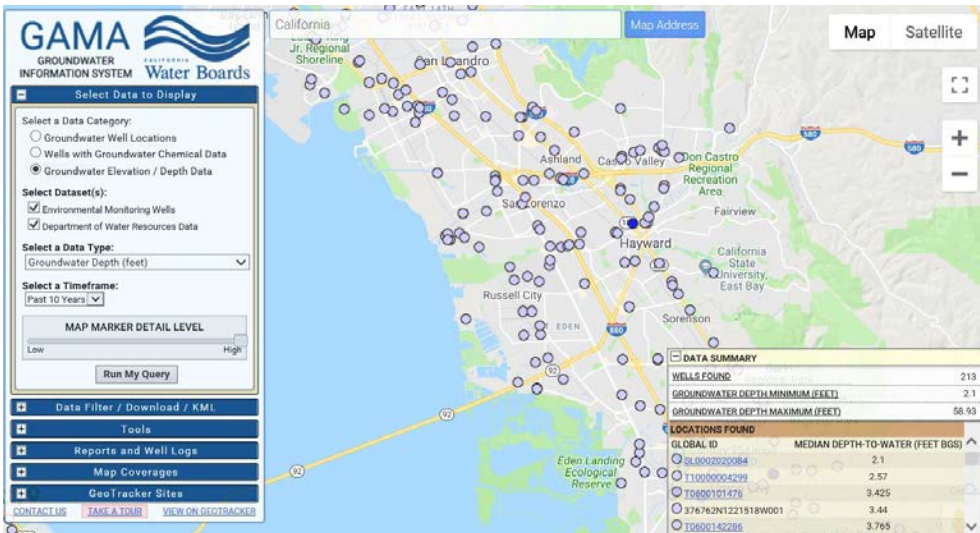 GAMA
GROUNDWATER
INFORMATION SYSTEM
CALIFORNIA
Water Boards
Select Data to Display
Select a Data Category:
Groundwater Well Locations
Wells with Groundwater Chemical Data
Groundwater Elevation / Depth Data
Select Dataset(s):
Environmental Monitoring Wells
Department of Water Resources Data
Select a Data Type:
Groundwater Depth (feet)
Select a Timeframe:
Past 10 Years
MAP MARKER DETAIL LEVEL
Low High
Run My Query
Data Filter / Download / KML
Tools
Reports and Well Logs
Map Coverages
GeoTracker Sites
CONTACT US TAKE A TOUR VIEW ON GEOTRACKER
California
Map Address
Map Satellite
Jr. Regional
Shoreline
San Leandro
580
580
Ashland
Castro Valley
Don Castro
Regional
Recreation
Area
San Lorenzo
Fairview
Hayward
California
State
University,
East Bay
Russell City
EDEN
Sorenson
880
92
92
92
Eden Landing
Ecological
Reserve
DATA SUMMARY
WELLS FOUND 213
GROUNDWATER DEPTH MINIMUM (FEET) 2.1
GROUNDWATER DEPTH MAXIMUM (FEET) 58.93
LOCATIONS FOUND
GLOBAL ID MEDIAN DEPTH-TO-WATER (FEET BGS)
SL0002020084 2.1
T10000004299 2.57
T0600101476 3.425
376762N1221518W001 3.44
T0600142286 3.765